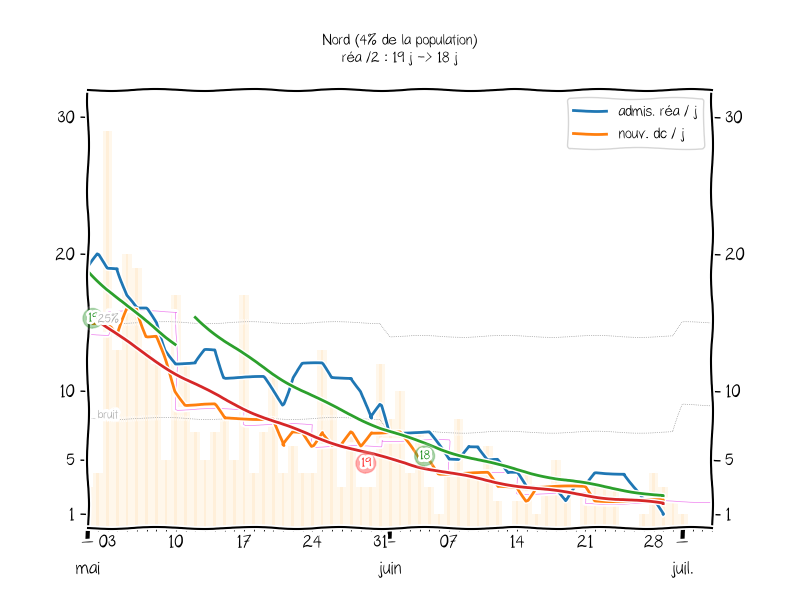 Nord (4% de la population)
réa /2 : 19 j -> 18 j
admis. réa / j
nouv. dc / j
30
30
20
20
25%
10
10
bruit
18
19
5
5
1
1
03 10 17 24 31 07 14 21 28
mai juin juil.